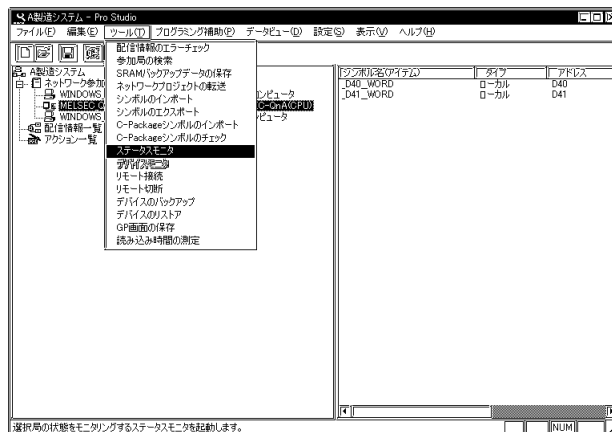 A製造システム - Pro Studio
ファイル(F) 編集(E) ツール(T) プログラミング補助(P) データビュー(D) 設定(S) 表示(V) ヘルプ(H)
配信情報のエラーチェック
参加局の検索
SRAMバックアップデータの保存
ネットワークプロジェクトの転送
シンボルのインポート
シンボルのエクスポート
C-Packageシンボルのインポート
C-Packageシンボルのチェック
ステータスモニタ
デバイスモニタ
リモート接続
リモート切断
デバイスのバックアップ
デバイスのリストア
GP画面の保存
読み込み時間の測定
A製造システム
ネットワーク参加
WINDOWS
ンピュータ
MELSEC
C-QnA(CPU)
WINDOWS
ピュータ
配信情報一覧
アクション一覧
シンボル名(アイテム) タイプ アドレス
_D40_WORD ローカル D40
_D41_WORD ローカル D41
選択局の状態をモニタリングするステータスモニタを起動します。
NUM